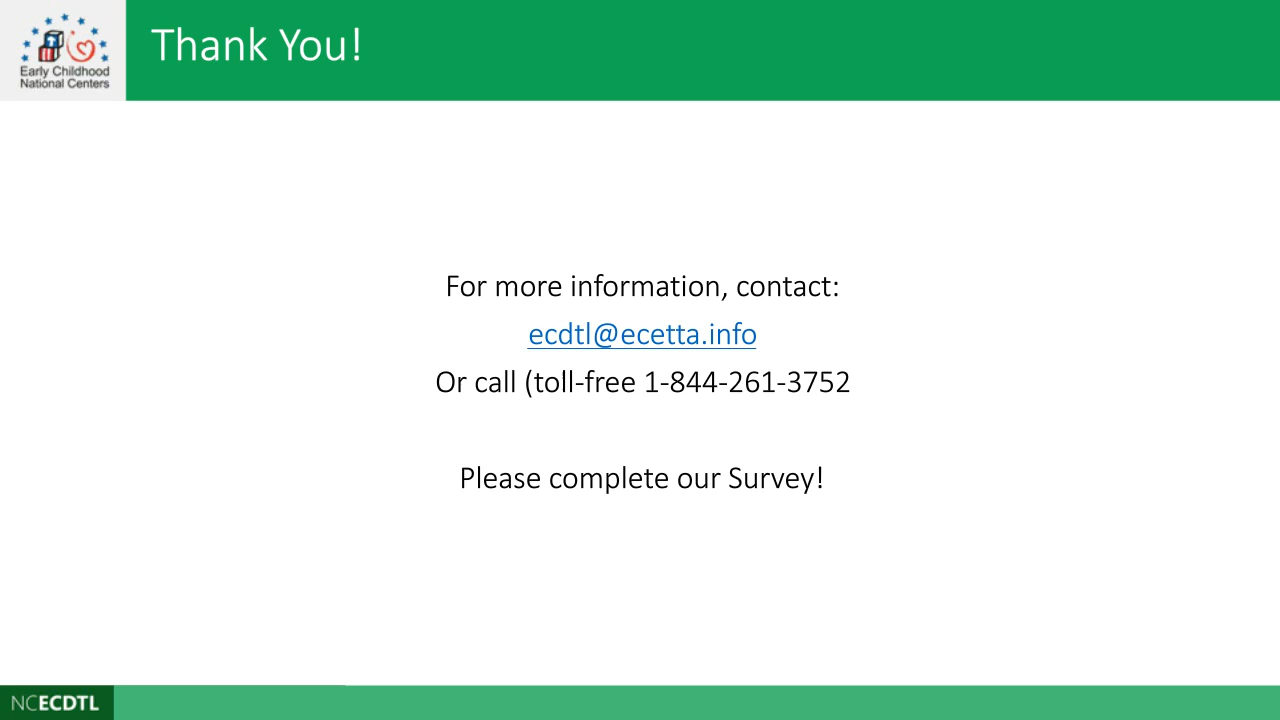 Early Childhood
National Centers
Thank You!
For more information, contact:
ecdtl@ecetta.info
Or call (toll-free 1-844-261-3752
Please complete our Survey!
NCECDTL